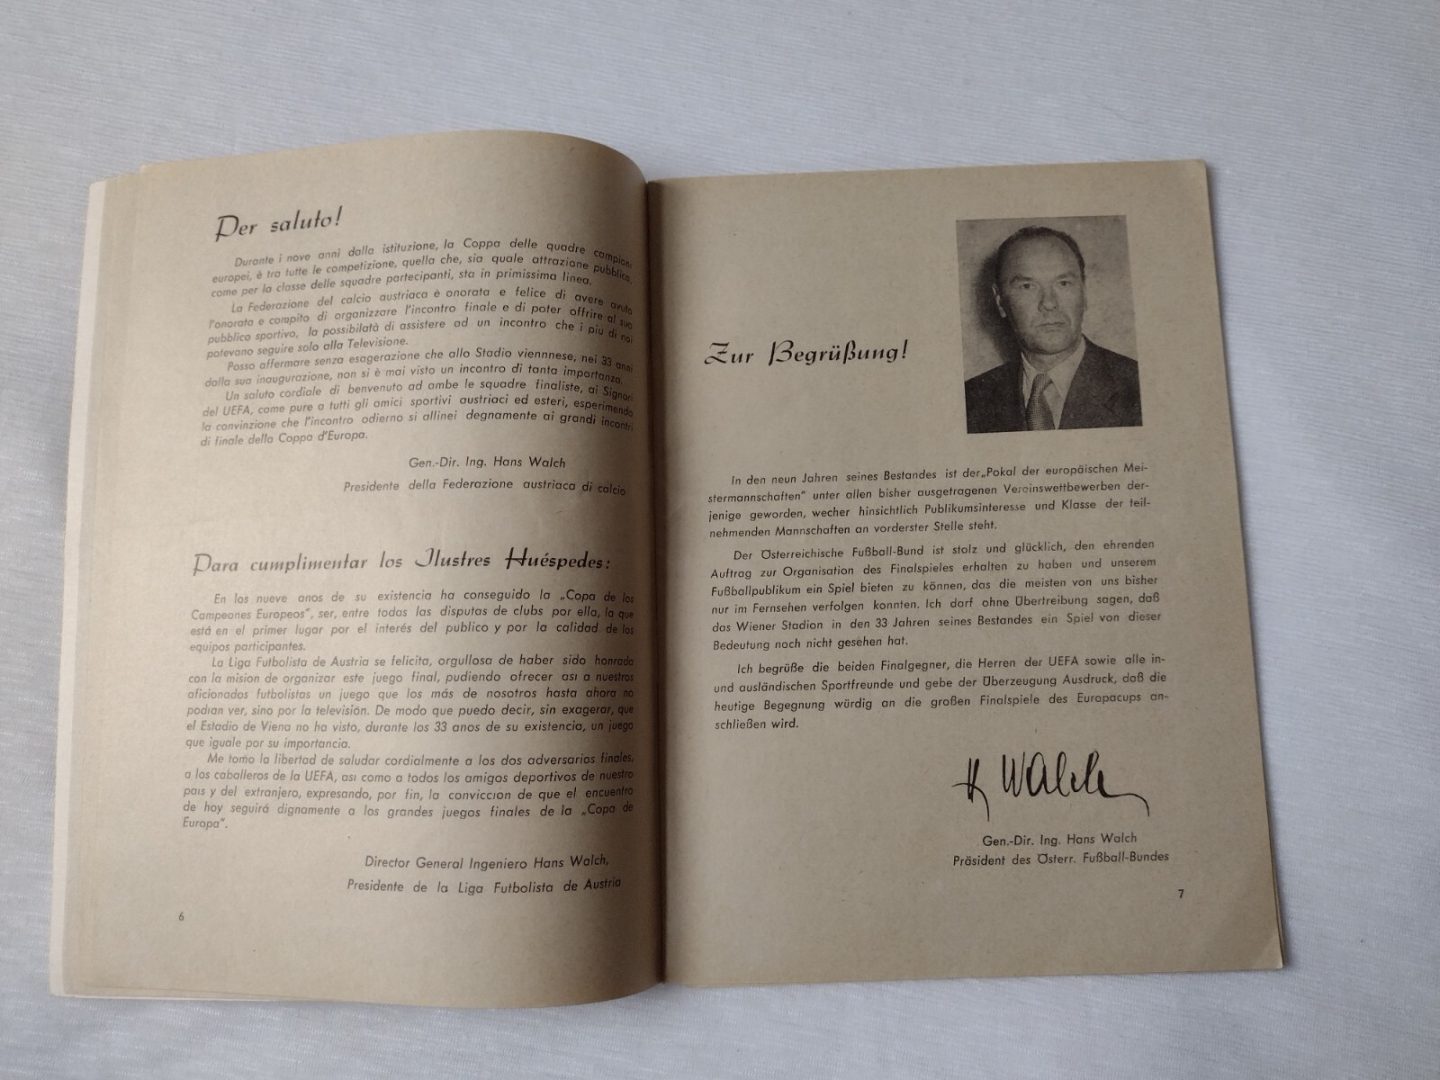 Per saluto!
Durante i nove anni dalla istituzione, la Coppa delle quadre campioni
europei, è tra tutte le competizione, quella che, sia quale attrazione pubblico,
come per la classe delle squadre partecipanti, sta in primissima linea.
La Federazione del calcio austriaca è onorata e felice di avere avuto
l'onorata e compito di organizzare l'incontro finale e di poter offrire al suo
pubblico sportivo, la possibilatà di assistere ad un incontro che i piu di noi
potevano seguire solo alla Televisione.
Posso affermare senza esagerazione che allo Stadio viennnese, nei 33 anni
dalla sua inaugurazione, non si è mai visto un incontro di tanta importanza.
Un saluto cordiale di benvenuto ad ambe le squadre finaliste, ai Signori
del UEFA, come pure a tutti gli amici sportivi austriaci ed esteri, esperimendo
la convinzione che l'incontro odierno si allinei degnamente ai grandi incontri
di finale della Coppa d'Europa.
Gen.-Dir. Ing. Hans Walch
Presidente della Federazione austriaca di calcio
Para cumplimentar los Ilustres Huéspedes:
En los nueve anos de su existencia ha conseguido la „Copa de los
Campeones Europeos", ser, entre todas las disputas de clubs por ella, la que
está en el primer lugar por el interés del publico y por la calidad de los
equipos participantes.
La Liga Futbolista de Austria se felicita, orgullosa de haber sido honrada
con la mision de organizar este juego final, pudiendo ofrecer asi a nuestros
aficionados futbolistas un juego que los más de nosotros hasta ahora no
podian ver, sino por la televisión. De modo que puedo decir, sin exagerar, que
el Estadio de Viena no ha visto, durante los 33 anos de su existencia, un juego
que iguale por su importancia.
Me tomo la libertad de saludar cordialmente a los dos adversarios finales,
a los caballeros de la UEFA, asi como a todos los amigos deportivos de nuestro
pais y del extranjero, expresando, por fin, la conviccion de que el encuentro
de hoy seguirá dignamente a los grandes juegos finales de la „Copa de
Europa".
Director General Ingeniero Hans Walch,
Presidente de la Liga Futbolista de Austria
6
Zur Begrüßung!
In den neun Jahren seines Bestandes ist der „Pokal der europäischen Mei-
stermannschaften" unter allen bisher ausgetragenen Vereinswettbewerben der-
jenige geworden, wecher hinsichtlich Publikumsinteresse und Klasse der teil-
nehmenden Mannschaften an vorderster Stelle steht.
Der Österreichische Fußball-Bund ist stolz und glücklich, den ehrenden
Auftrag zur Organisation des Finalspieles erhalten zu haben und unserem
Fußballpublikum ein Spiel bieten zu können, das die meisten von uns bisher
nur im Fernsehen verfolgen konnten. Ich darf ohne Übertreibung sagen, daß
das Wiener Stadion in den 33 Jahren seines Bestandes ein Spiel von dieser
Bedeutung noch nicht gesehen hat.
Ich begrüße die beiden Finalgegner, die Herren der UEFA sowie alle in-
und ausländischen Sportfreunde und gebe der Überzeugung Ausdruck, daß die
heutige Begegnung würdig an die großen Finalspiele des Europacups an-
schließen wird.
H Walch
Gen.-Dir. Ing. Hans Walch
Präsident des Österr. Fußball-Bundes
7